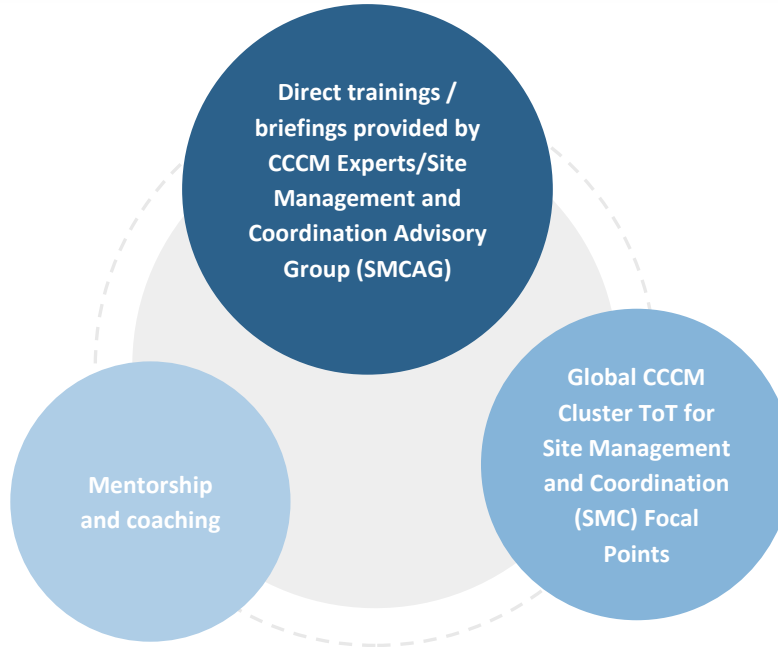 Direct trainings /
briefings provided by
CCCM Experts/Site
Management and
Coordination Advisory
Group (SMCAG)
Global CCCM
Cluster ToT for
Site Management
and Coordination
(SMC) Focal
Points
Mentorship
and coaching